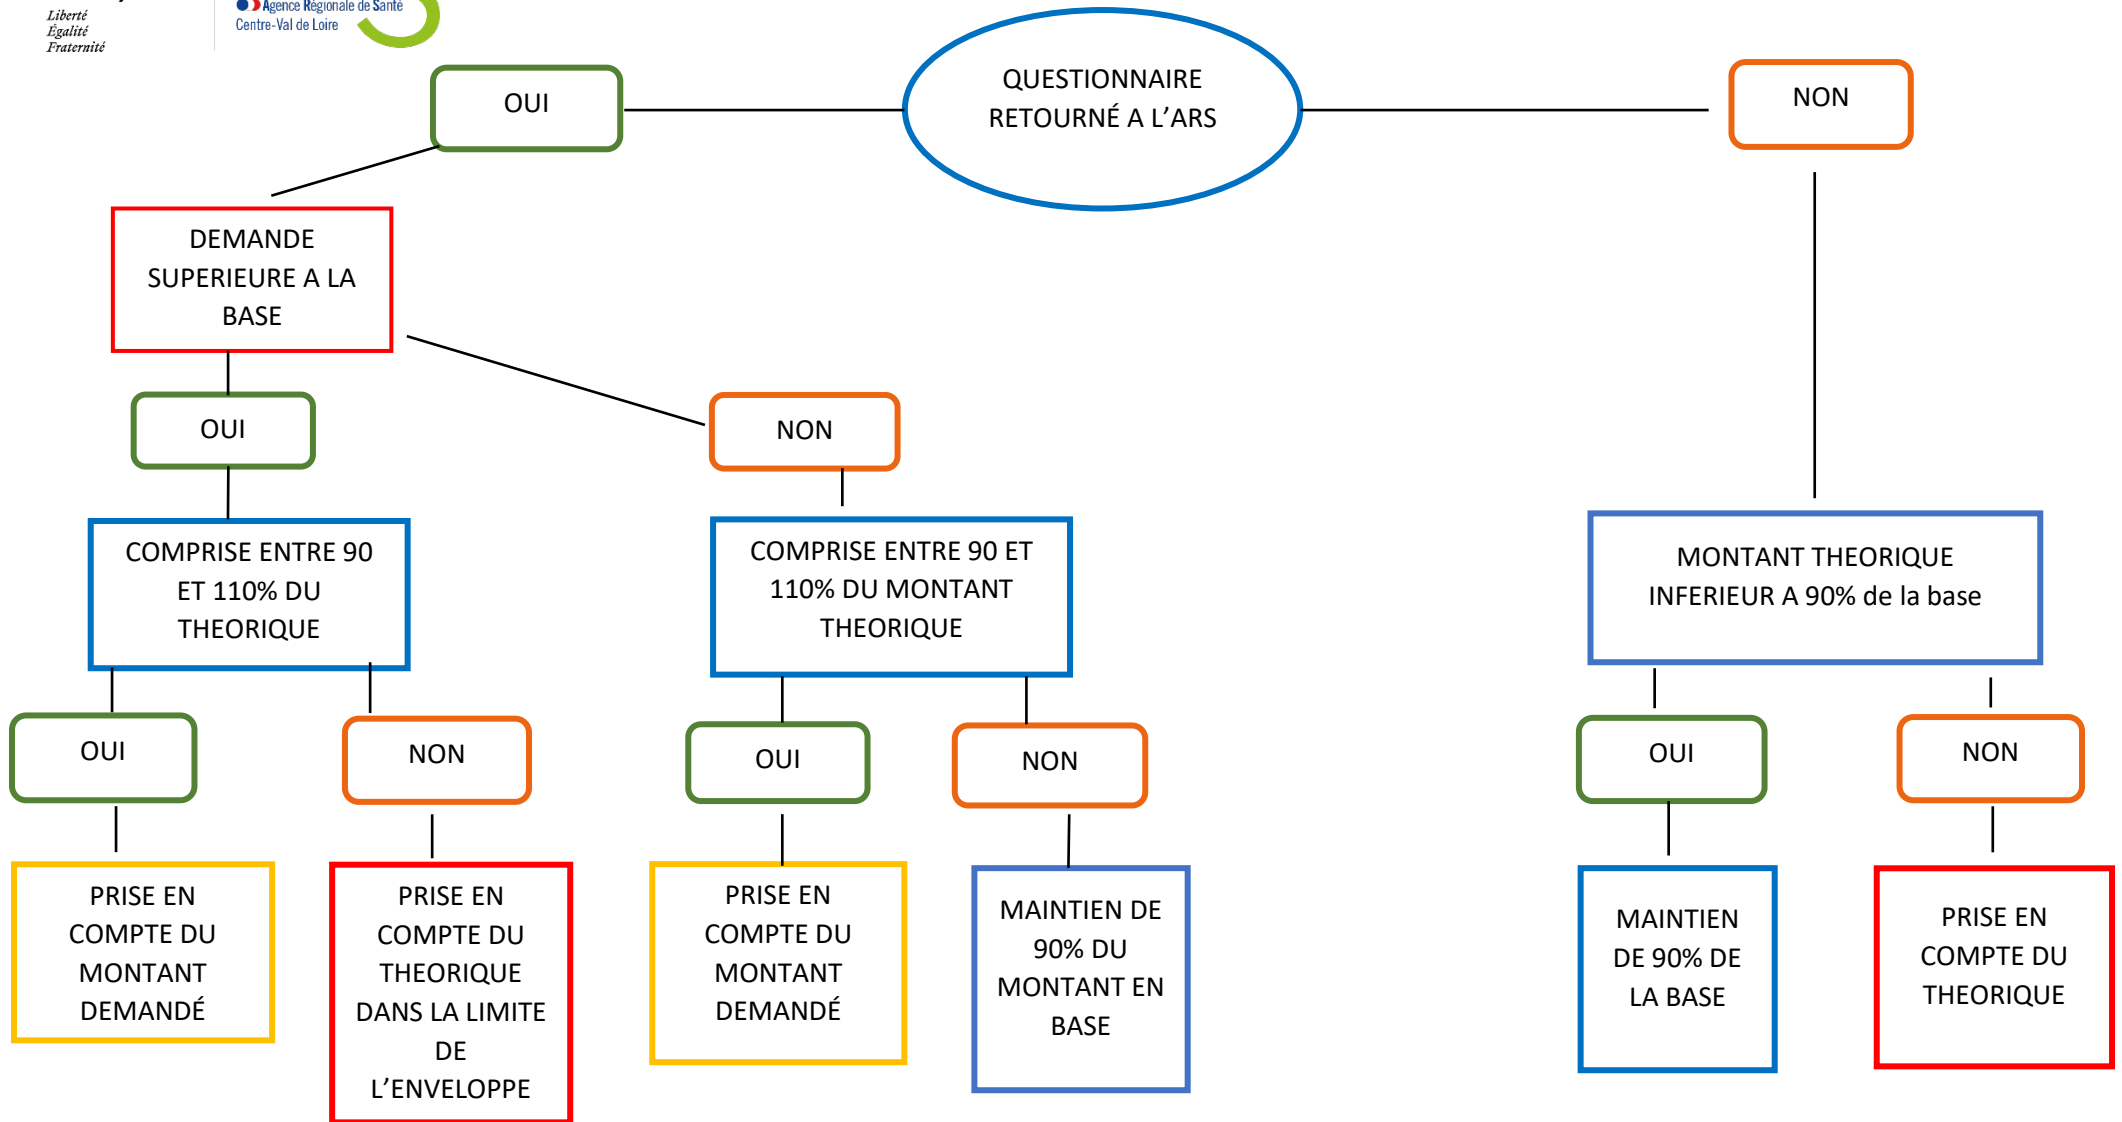 Liberté
Égalité
Fraternité
Agence Régionale de Santé
Centre-Val de Loire
QUESTIONNAIRE
RETOURNÉ A L’ARS
OUI
NON
DEMANDE
SUPERIEURE A LA
BASE
OUI
NON
COMPRISE ENTRE 90
ET 110% DU
THEORIQUE
COMPRISE ENTRE 90 ET
110% DU MONTANT
THEORIQUE
MONTANT THEORIQUE
INFERIEUR A 90% de la base
OUI
NON
OUI
NON
OUI
NON
PRISE EN
COMPTE DU
MONTANT
DEMANDÉ
PRISE EN
COMPTE DU
THEORIQUE
DANS LA LIMITE
DE
L’ENVELOPPE
PRISE EN
COMPTE DU
MONTANT
DEMANDÉ
MAINTIEN DE
90% DU
MONTANT EN
BASE
MAINTIEN
DE 90% DE
LA BASE
PRISE EN
COMPTE DU
THEORIQUE